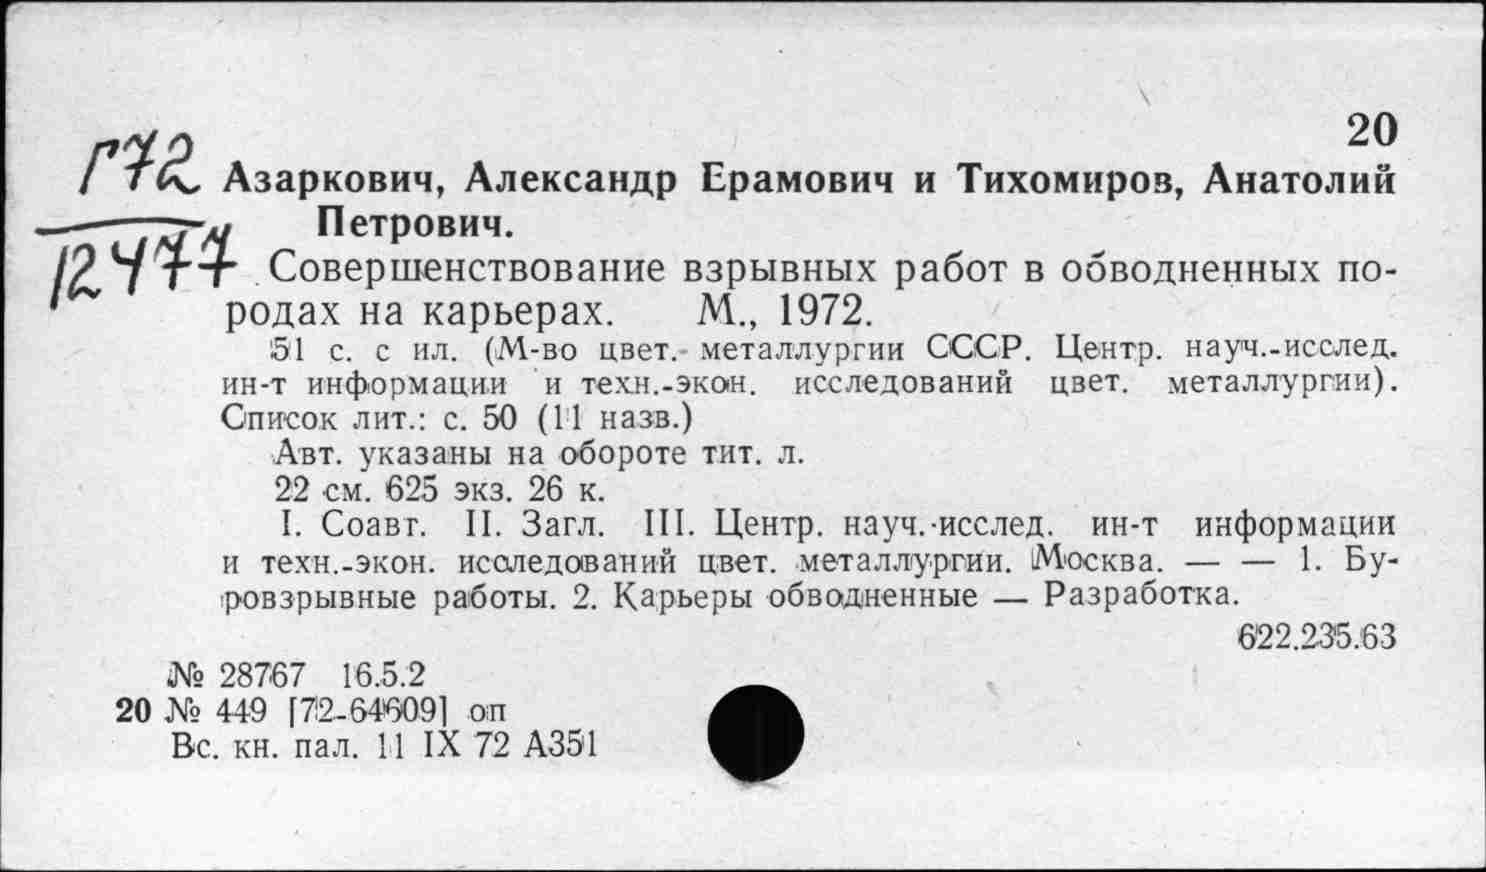 20
Г72
12477
Азаркович, Александр Ерамович и Тихомиров, Анатолий
Петрович.
Совершенствование взрывных работ в обводненных по-
родах на карьерах. М., 1972.
51 с. с ил. (М-во цвет. металлургии СССР. Центр. науч.-исслед.
ин-т информации и техн.-экон. исследований цвет. металлургии).
Список лит.: с. 50 (11 назв.)
Авт. указаны на обороте тит. л.
22 см. 625 экз. 26 к.
I. Соавт. II. Загл. III. Центр. науч.-исслед. ин-т информации
и техн.-экон. исследований цвет. металлургии. Москва. — — 1. Бу-
ровзрывные работы. 2. Карьеры обводненные — Разработка.
622.235.63
№ 28767 16.5.2
20 № 449 [72-64609] оп
Вс. кн. пал. 11 IX 72 А351